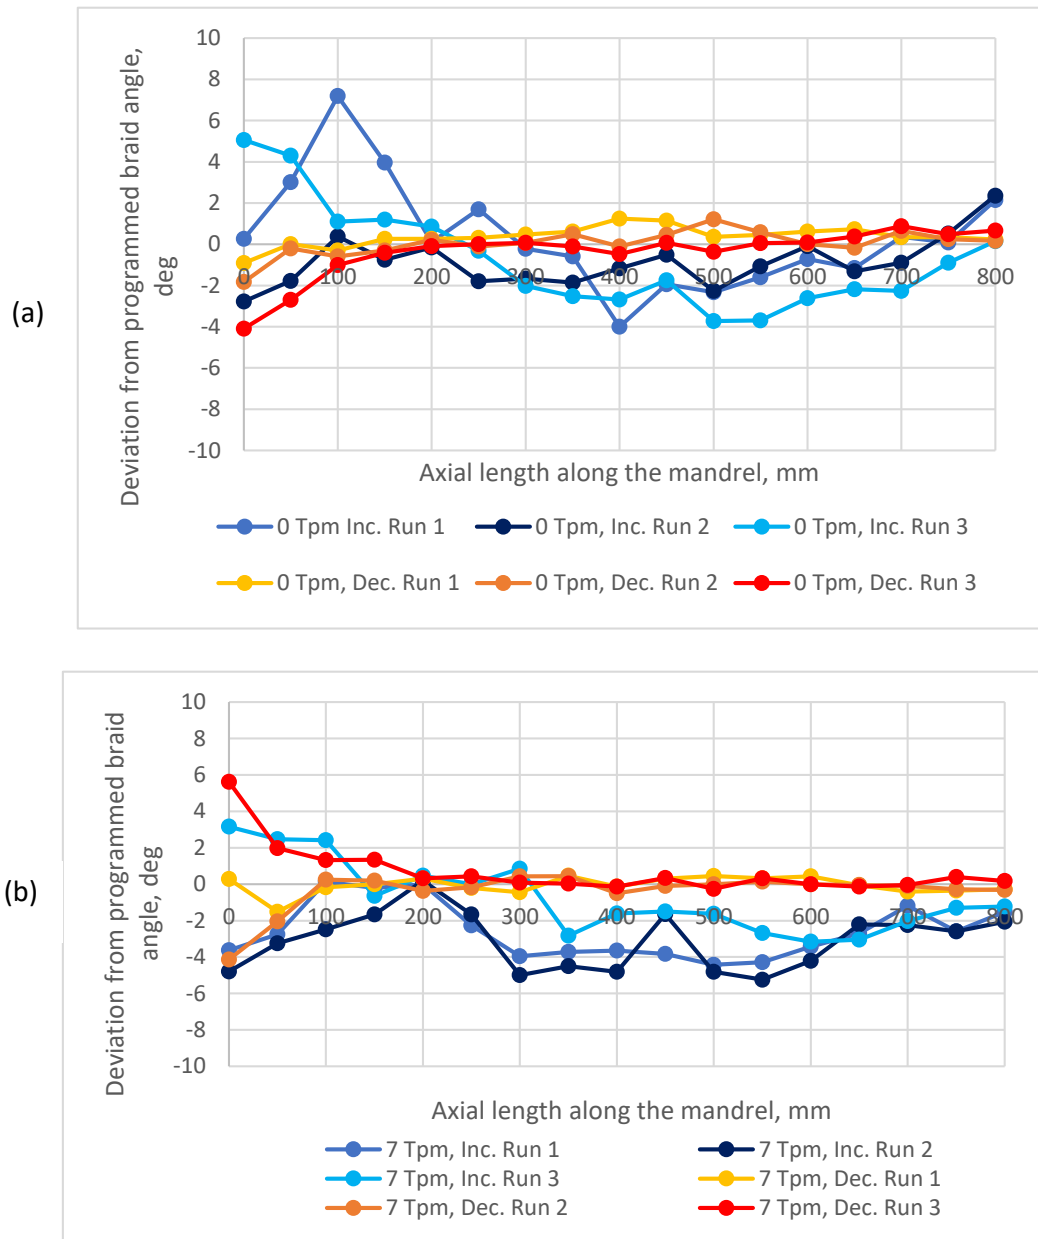 (a)
Deviation from programmed braid angle,
deg
10
8
6
4
2
0
-2
-4
-6
-8
-10
0 100 200 300 400 500 600 700 800
Axial length along the mandrel, mm
0 TPm Inc. Run 1 0 Tpm, Inc. Run 2 0 Tpm, Inc. Run 3
0 Tpm, Dec. Run 1 0 Tpm, Dec. Run 2 0 Tpm, Dec. Run 3
(b)
Deviation from programmed braid
angle, deg
10
8
6
4
2
0
-2
-4
-6
-8
-10
0 100 200 300 400 500 600 700 800
Axial length along the mandrel, mm
7 Tpm, Inc. Run 1 7 Tpm, Inc. Run 2
7 Tpm, Inc. Run 3 7 Tpm, Dec. Run 1
7 Tpm, Dec. Run 2 7 Tpm, Dec. Run 3